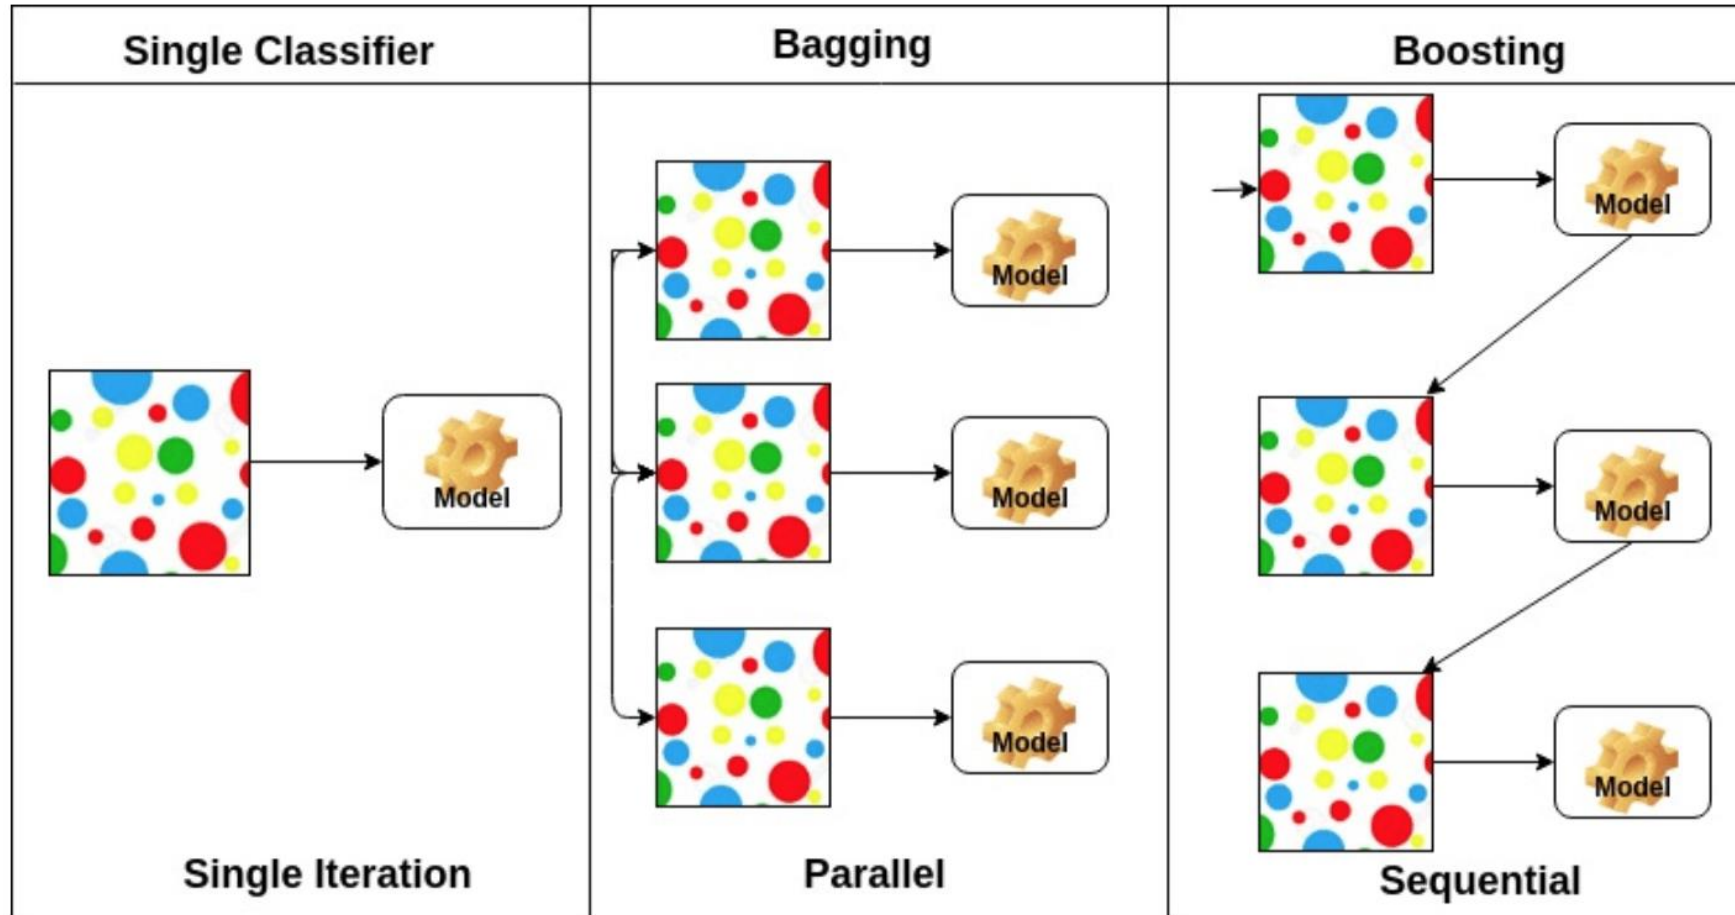 Single Classifier
Bagging
Boosting
Model
Model
Model
Model
Model
Model
Model
Single Iteration
Parallel
Sequential